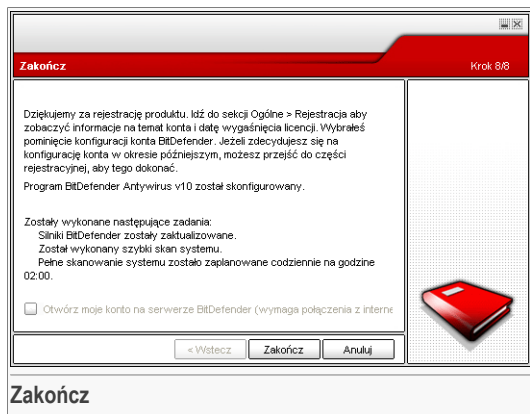 Zakończ
Krok 8/8
Dziękujemy za rejestrację produktu. Idź do sekcji Ogólne > Rejestracja aby
zobaczyć informacje na temat konta i datę wygaśnięcia licencji. Wybrałeś
pominięcie konfiguracji konta BitDefender. Jeżeli zdecydujesz się na
konfigurację konta w okresie późniejszym, możesz przejść do części
rejestracyjnej, aby tego dokonać.
Program BitDefender Antywirus v10 został skonfigurowany.
Zostały wykonane następujące zadania:
Silniki BitDefender zostały zaktualizowane.
Został wykonany szybki skan systemu.
Pełne skanowanie systemu zostało zaplanowane codziennie na godzine
02:00.
Otwórz moje konto na serwerze BitDefender (wymaga połączenia z interne
< Wstecz
Zakończ
Anuluj
Zakończ